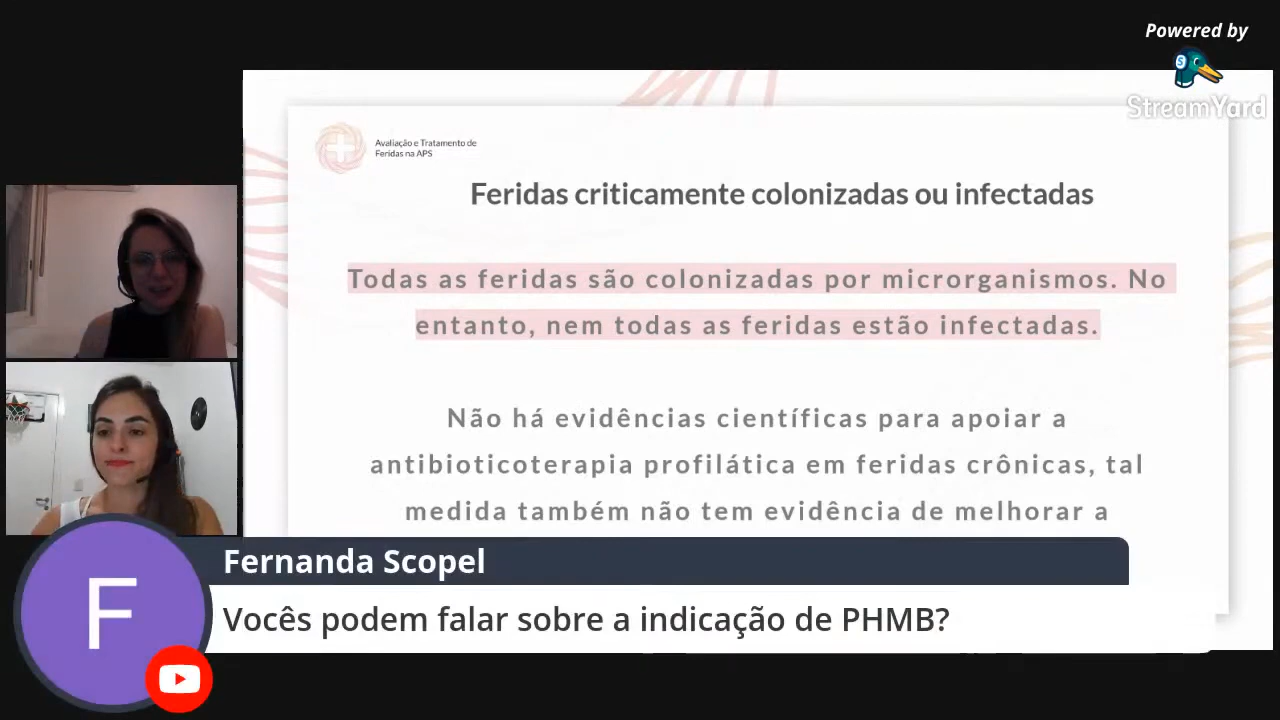 Powered by
StreamYard
Avaliação e Tratamento de
Feridas na APS
Feridas criticamente colonizadas ou infectadas
Todas as feridas são colonizadas por microrganismos. No
entanto, nem todas as feridas estão infectadas.
Não há evidências científicas para apoiar a
antibioticoterapia profilática em feridas crônicas, tal
medida também não tem evidência de melhorar a
F
Fernanda Scopel
Vocês podem falar sobre a indicação de PHMB?